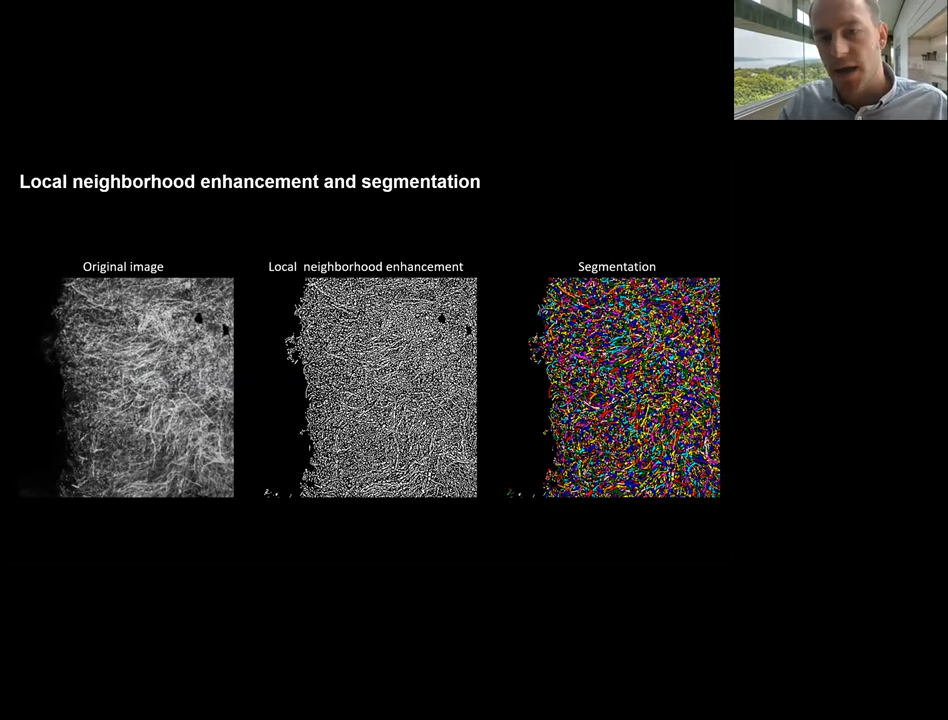 Local neighborhood enhancement and segmentation
Original image
Local neighborhood enhancement
Segmentation